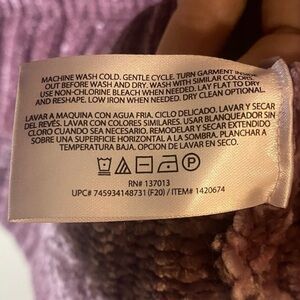 MACHINE WASH COLD. GENTLE CYCLE. TURN GARMENT INSIDE
OUT BEFORE WASH AND DRY. WASH WITH SIMILAR COLORS.
USE NON-CHLORINE BLEACH WHEN NEEDED. LAY FLAT TO DRY
AND RESHAPE. LOW IRON WHEN NEEDED. DRY CLEAN OPTIONAL.
LAVAR A MAQUINA CON AGUA FRIA. CICLO DELICADO. LAVAR Y SECAR
DEL REVÉS. LAVAR CON COLORES SIMILARES. USAR BLANQUEADOR SIN
CLORO CUANDO SEA NECESARIO. REMODELAR Y SECAR EXTENDIDO
EN UNA SUPERFICIE HORIZONTAL A LA SOMBRA. PLANCHAR A
TEMPERATURA BAJA. OPCION DE LAVADO EN SECO.
P
RN# 137013
UPC# 745934148731 (F20) / ITEM# 1420674